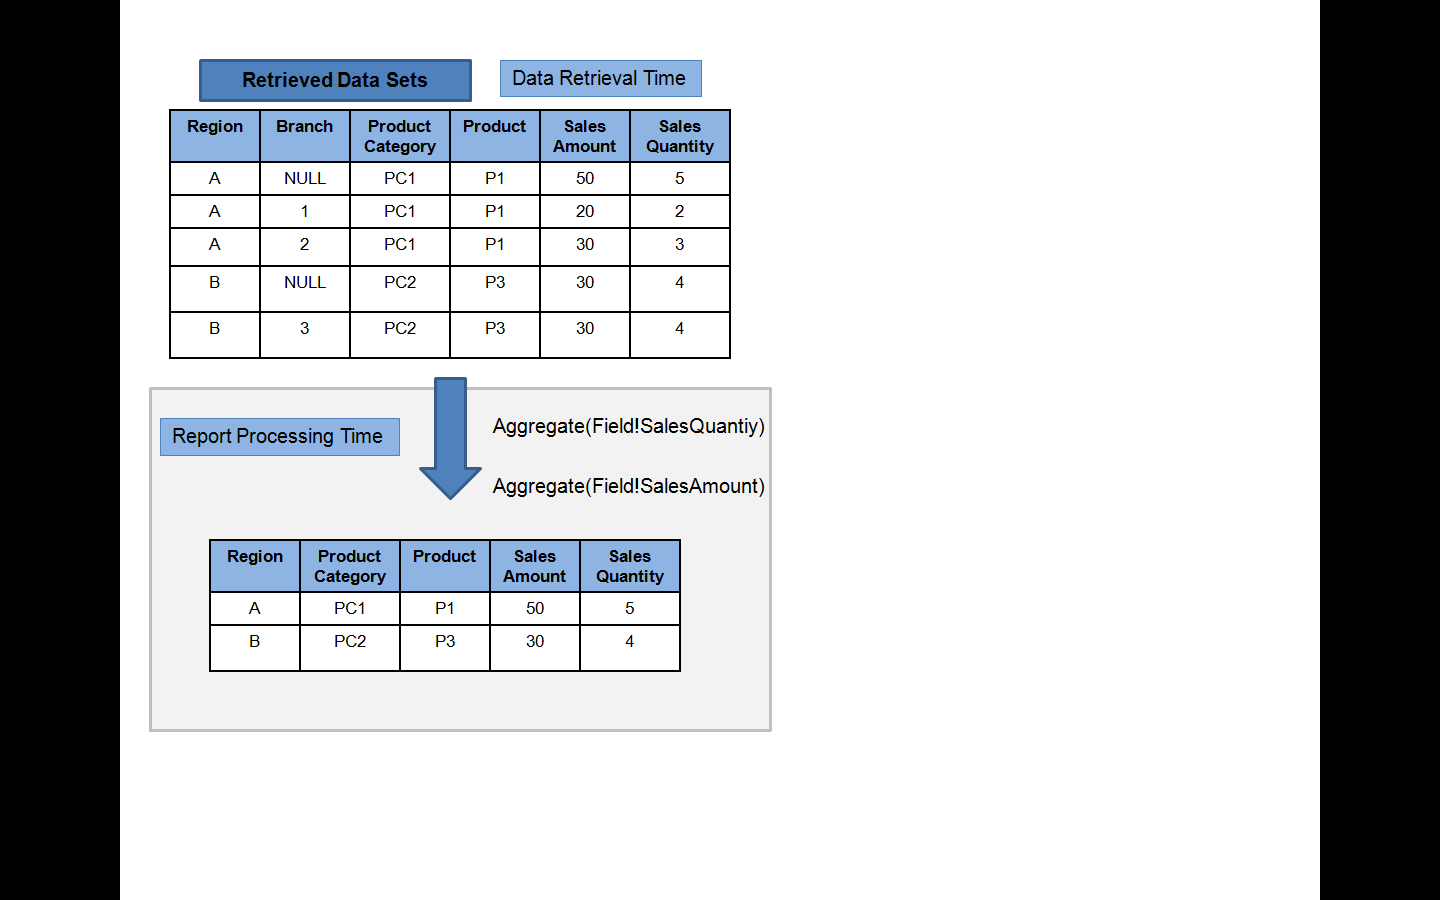 Retrieved Data Sets
Data Retrieval Time
Region Branch Product Category Product Sales Amount Sales Quantity
A NULL PC1 P1 50 5
A 1 PC1 P1 20 2
A 2 PC1 P1 30 3
B NULL PC2 P3 30 4
B 3 PC2 P3 30 4
Report Processing Time
Aggregate(Field!SalesQuantiy)
Aggregate(Field!SalesAmount)
Region Product Category Product Sales Amount Sales Quantity
A PC1 P1 50 5
B PC2 P3 30 4